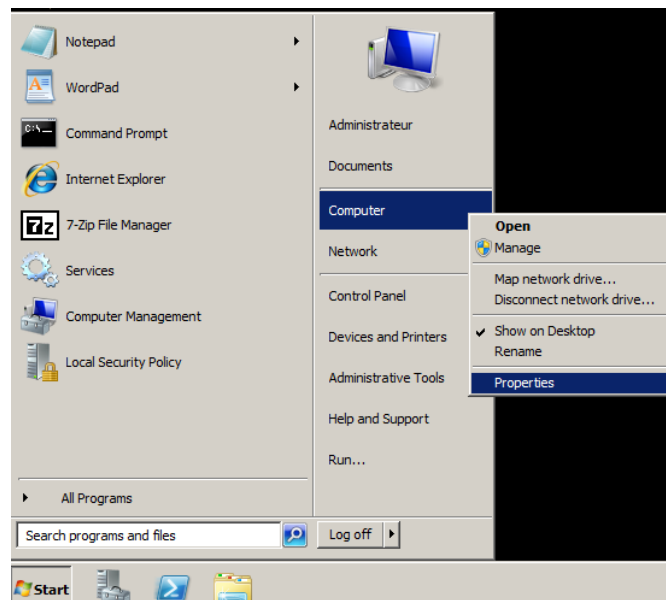 Notepad
WordPad
Command Prompt
Internet Explorer
7-Zip File Manager
Services
Computer Management
Local Security Policy
All Programs
Search programs and files
Administrateur
Documents
Computer
Network
Control Panel
Devices and Printers
Administrative Tools
Help and Support
Run...
Log off
Open
Manage
Map network drive...
Disconnect network drive...
Show on Desktop
Rename
Properties
Start